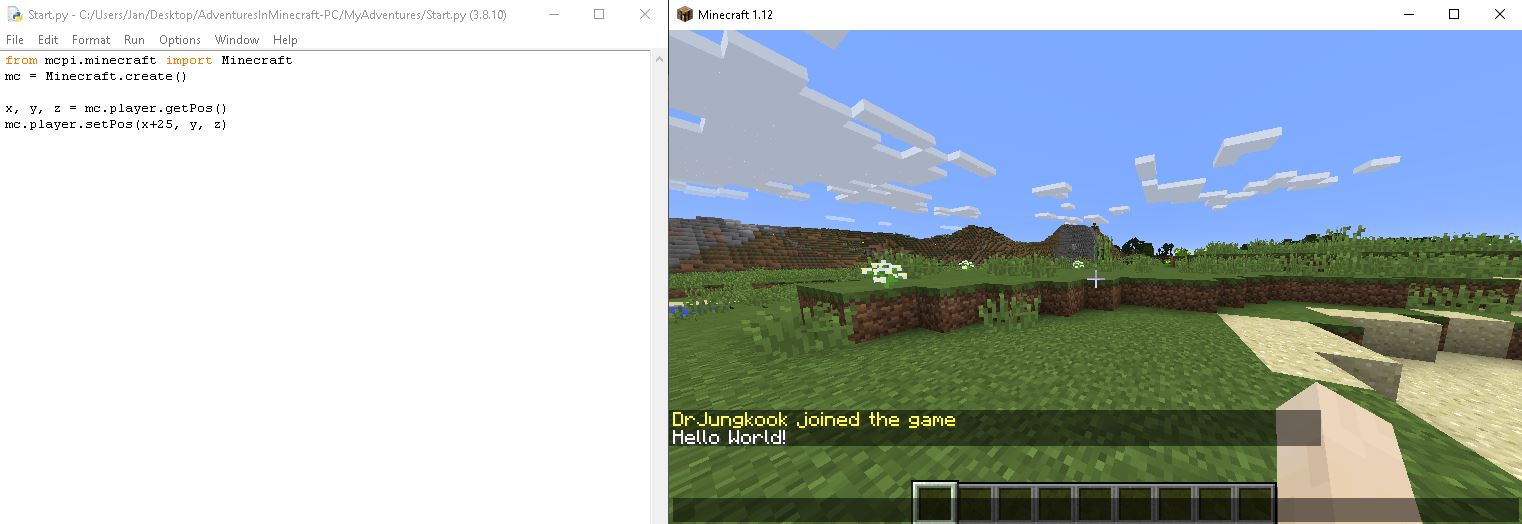 Start.py - C:/Users/Jan/Desktop/AdventuresInMinecraft-PC/MyAdventures/Start.py (3.8.10)
File Edit Format Run Options Window Help
from mcpi.minecraft import Minecraft
mc = Minecraft.create()
x, y, z = mc.player.getPos()
mc.player.setPos(x+25, y, z)
Minecraft 1.12
DrJungkook joined the game
Hello World!